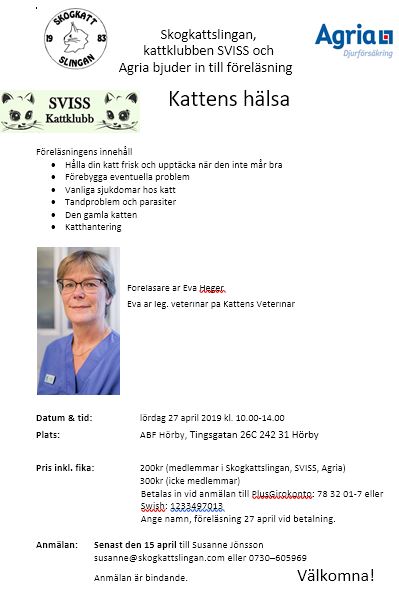 SKOGKATT
19 83
SLINGAN
Skogkattslingan,
kattklubben SVISS och
Agria bjuder in till föreläsning
Agria
Djurförsäkring
SVISS
Kattklubb
Kattens hälsa
Föreläsningens innehåll
• Hålla din katt frisk och upptäcka när den inte mår bra
• Förebygga eventuella problem
• Vanliga sjukdomar hos katt
• Tandproblem och parasiter
• Den gamla katten
• Katthantering
Föreläsare är Eva Heger.
Eva är leg. veterinär på Kattens Veterinär
Datum & tid: lördag 27 april 2019 kl. 10.00-14.00
Plats: ABF Hörby, Tingsgatan 26C 242 31 Hörby
Pris inkl. fika: 200kr (medlemmar i Skogkattslingan, SVISS, Agria)
300kr (icke medlemmar)
Betalas in vid anmälan till PlusGirokonto: 78 32 01-7 eller
Swish: 1233497013
Ange namn, föreläsning 27 april vid betalning.
Anmälan: Senast den 15 april till Susanne Jönsson
susanne@skogkattslingan.com eller 0730–605969
Anmälan är bindande.
Välkomna!